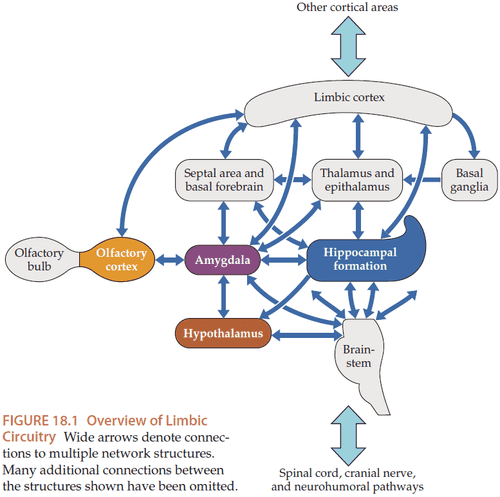 Other cortical areas
Limbic cortex
Septal area and
basal forebrain
Thalamus and
epithalamus
Basal
ganglia
Olfactory
bulb
Olfactory
cortex
Amygdala
Hippocampal
formation
Hypothalamus
Brain-
stem
FIGURE 18.1 Overview of Limbic
Circuitry Wide arrows denote connec-
tions to multiple network structures.
Many additional connections between
the structures shown have been omitted.
Spinal cord, cranial nerve,
and neurohumoral pathways